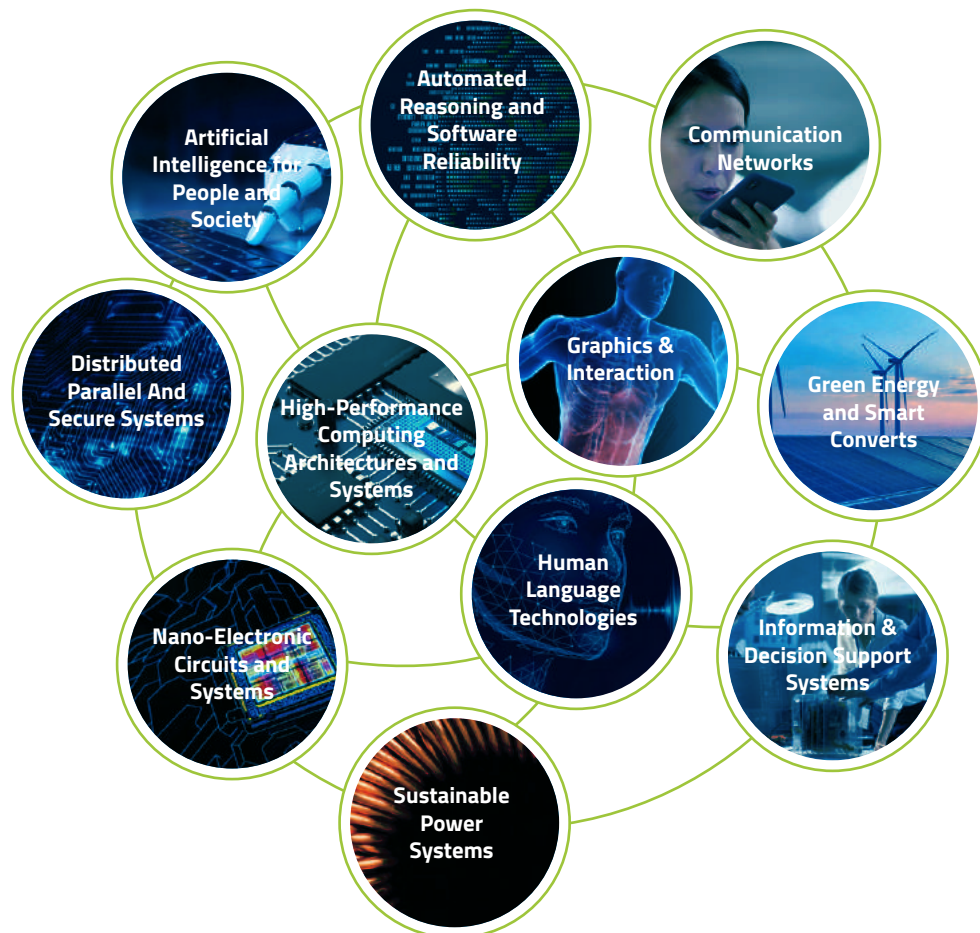 Automated
Reasoning and
Software
Reliability
Artificial
Intelligence for
People and
Society
Communication
Networks
Distributed
Parallel And
Secure Systems
High-Performance
Computing
Architectures and
Systems
Graphics &
Interaction
Green Energy
and Smart
Converts
Nano-Electronic
Circuits and
Systems
Human
Language
Technologies
Information &
Decision Support
Systems
Sustainable
Power
Systems